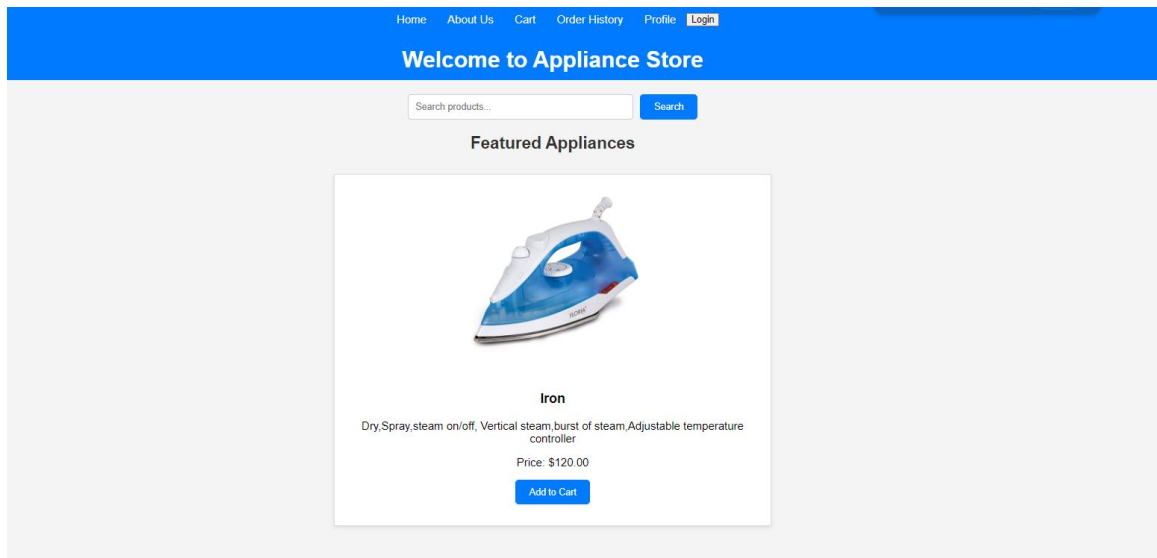 Home About Us Cart Order History Profile Login
Welcome to Appliance Store
Search products... Search
Featured Appliances
Iron
Dry,Spray,steam on/off, Vertical steam,burst of steam,Adjustable temperature
controller
Price: $120.00
Add to Cart